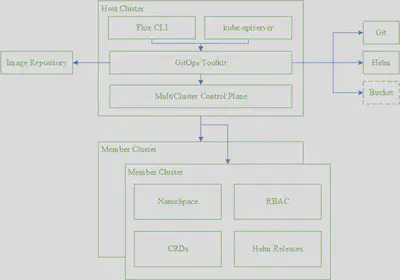 Host Cluster
Flux CLI
kube-apiserver
Git
Image Repository
GitOps Toolkit
Helm
MultiCluster Control Plane
Bucket
Member Cluster
Member Cluster
NameSpace
RBAC
CRDs
Helm Releases